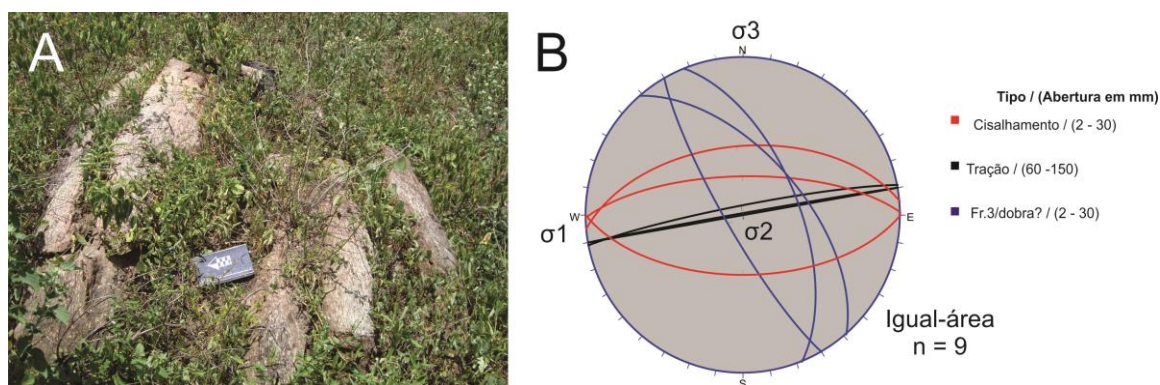 A
B
σ3
N
Tipo / (Abertura em mm)
Cisalhamento / (2 - 30)
Tração / (60 -150)
Fr.3/dobra? / (2 - 30)
W
E
σ1
σ2
Igual-área
n = 9
S